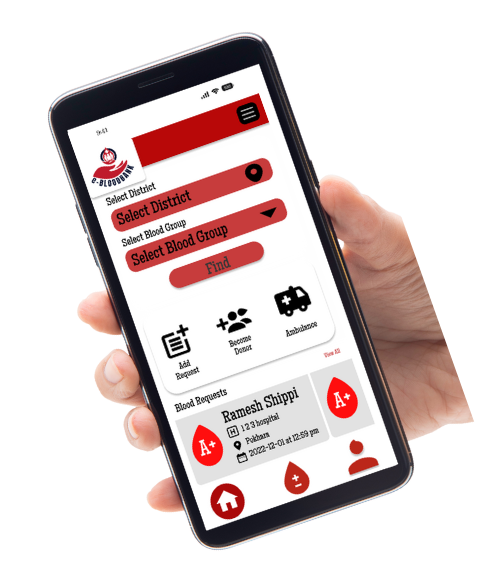 9:41
e-BLOODBANK
Select District
Select District
Select Blood Group
Select Blood Group
Find
Add
Request
Become
Donor
Ambulance
Blood Requests
View All
A+
Ramesh Shippi
H 1 2 3 hospital
Pokhara
2022-12-01 at 12:59 pm
A+